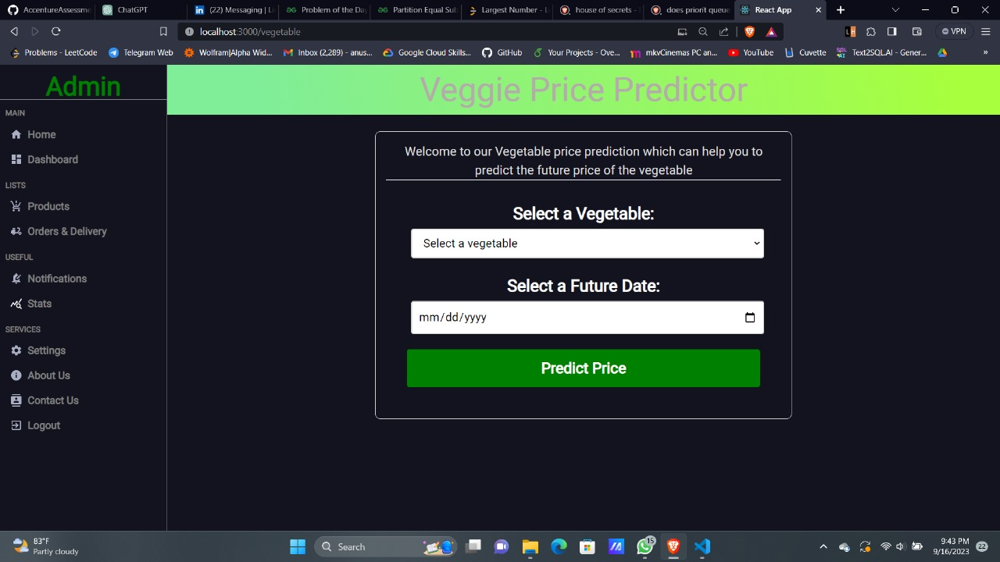 AccentureAssessme
ChatGPT
(22) Messaging | Li
Problem of the Day
Partition Equal Sub
Largest Number - L
house of secrets -
does priorit queue
React App
localhost:3000/vegetable
VPN
Problems - LeetCode
Telegram Web
Wolfram|Alpha Wid...
Inbox (2,289) - anus...
Google Cloud Skills...
GitHub
Your Projects - Ove...
mkvCinemas PC an...
YouTube
Cuvette
Text2SQL.AI - Gener...
»
Admin
Veggie Price Predictor
MAIN
Home
Dashboard
LISTS
Products
Orders & Delivery
USEFUL
Notifications
Stats
SERVICES
Settings
About Us
Contact Us
Logout
Welcome to our Vegetable price prediction which can help you to
predict the future price of the vegetable
Select a Vegetable:
Select a vegetable
Select a Future Date:
mm/dd/yyyy
Predict Price
83°F
Partly cloudy
Search
15
9:43 PM
9/16/2023
22